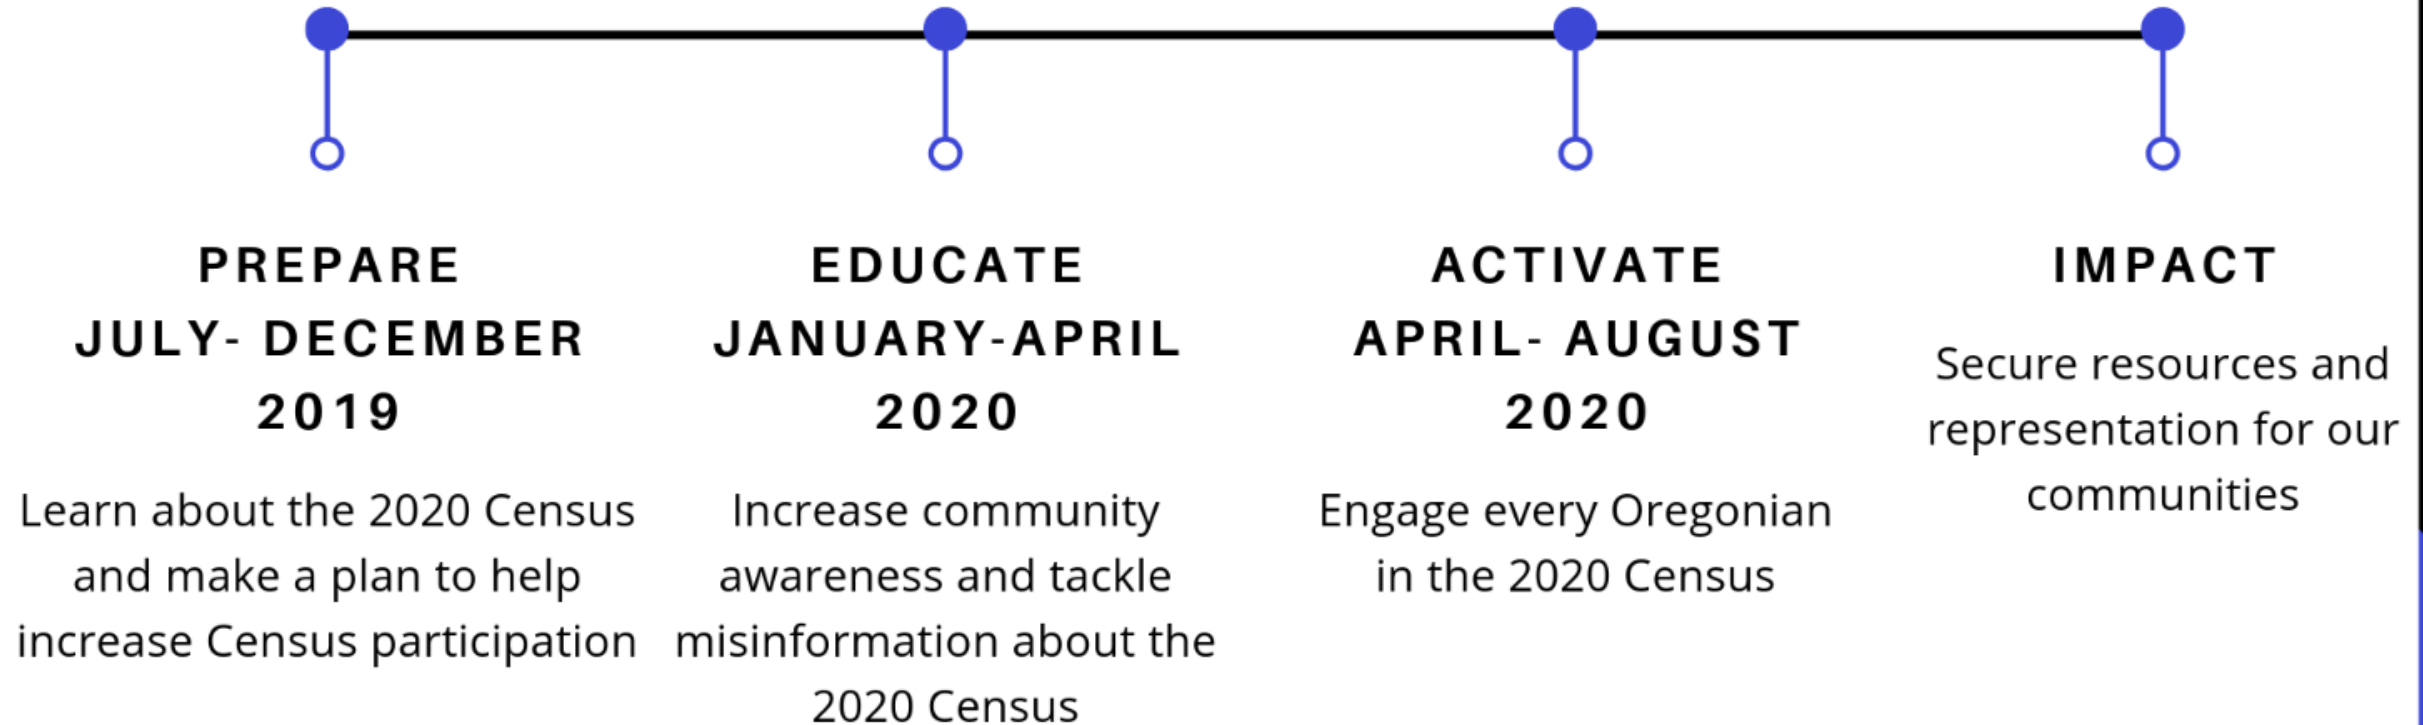 PREPARE
JULY- DECEMBER
2019
Learn about the 2020 Census
and make a plan to help
increase Census participation
EDUCATE
JANUARY-APRIL
2020
Increase community
awareness and tackle
misinformation about the
2020 Census
ACTIVATE
APRIL- AUGUST
2020
Engage every Oregonian
in the 2020 Census
IMPACT
Secure resources and
representation for our
communities